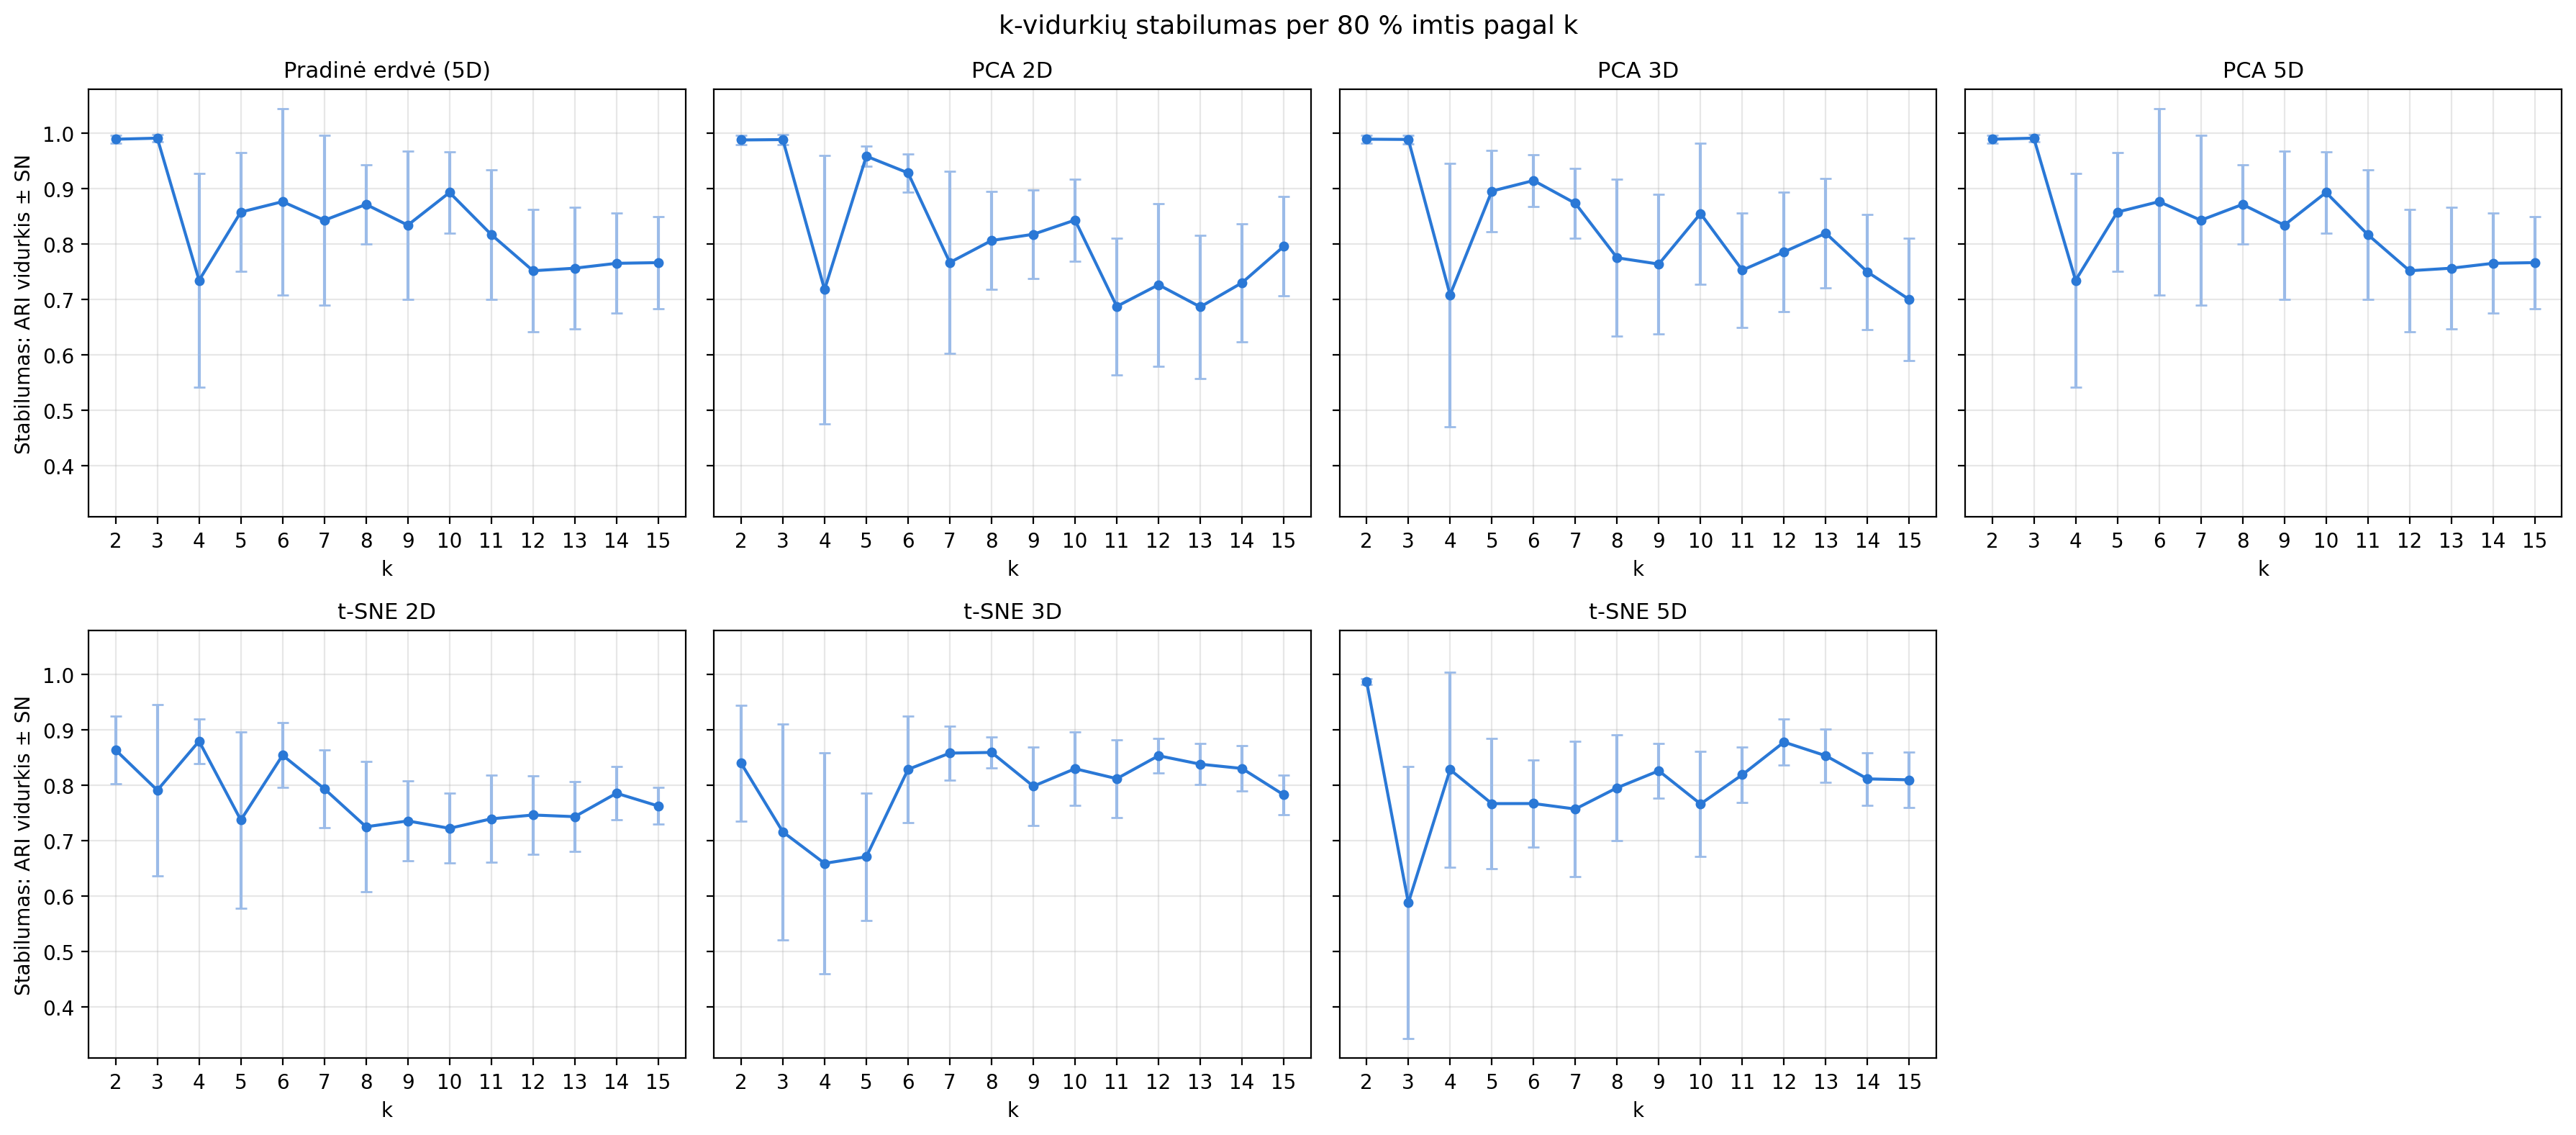 k-vidurkių stabilumas per 80 % imtis pagal k
Pradinė erdvė (5D)
PCA 2D
PCA 3D
PCA 5D
Stabilumas: ARI vidurkis ± SN
1.0
0.9
0.8
0.7
0.6
0.5
0.4
2 3 4 5 6 7 8 9 10 11 12 13 14 15
2 3 4 5 6 7 8 9 10 11 12 13 14 15
2 3 4 5 6 7 8 9 10 11 12 13 14 15
2 3 4 5 6 7 8 9 10 11 12 13 14 15
k
k
k
k
t-SNE 2D
t-SNE 3D
t-SNE 5D
Stabilumas: ARI vidurkis ± SN
1.0
0.9
0.8
0.7
0.6
0.5
0.4
2 3 4 5 6 7 8 9 10 11 12 13 14 15
2 3 4 5 6 7 8 9 10 11 12 13 14 15
2 3 4 5 6 7 8 9 10 11 12 13 14 15
k
k
k